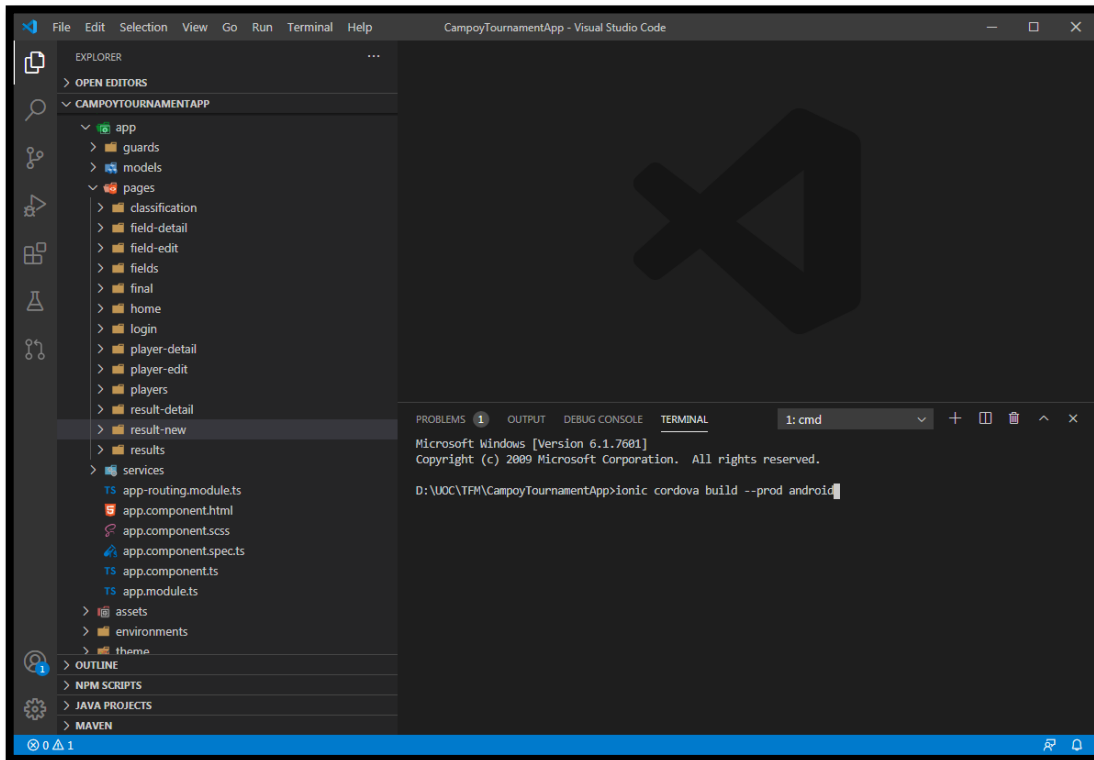 File Edit Selection View Go Run Terminal Help CampoyTournamentApp - Visual Studio Code
EXPLORER
OPEN EDITORS
CAMPOYTOURNAMENTAPP
app
guards
models
pages
classification
field-detail
field-edit
fields
final
home
login
player-detail
player-edit
players
result-detail
result-new
results
services
TS app-routing.module.ts
app.component.html
app.component.scss
app.component.spec.ts
TS app.component.ts
TS app.module.ts
assets
environments
theme
OUTLINE
NPM SCRIPTS
JAVA PROJECTS
MAVEN
1
0 1
PROBLEMS 1 OUTPUT DEBUG CONSOLE TERMINAL 1: cmd
Microsoft Windows [Version 6.1.7601]
Copyright (c) 2009 Microsoft Corporation.  All rights reserved.
D:\UOC\TFM\CampoyTournamentApp>ionic cordova build --prod android